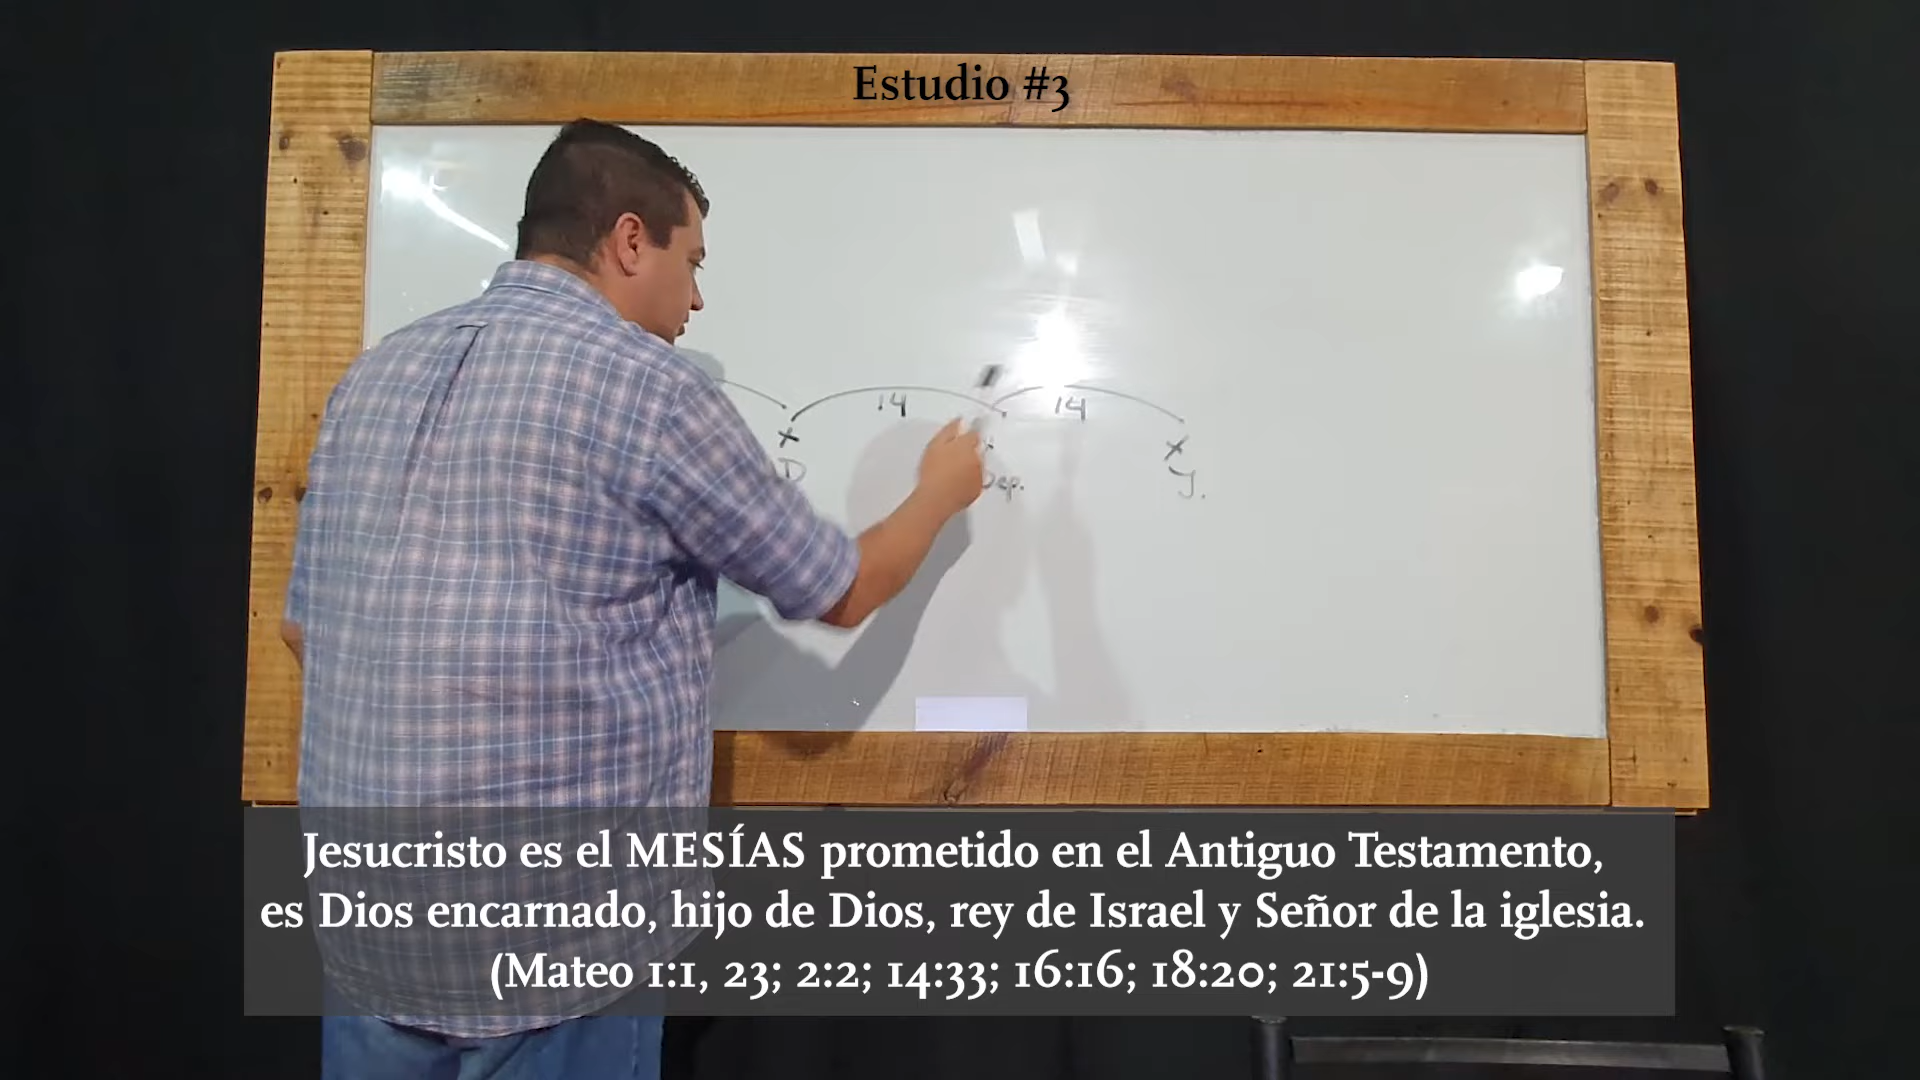 Estudio #3
14 14
+ + x
D Dep. J.
Jesucristo es el MESÍAS prometido en el Antiguo Testamento,
es Dios encarnado, hijo de Dios, rey de Israel y Señor de la iglesia.
(Mateo 1:1, 23; 2:2; 14:33; 16:16; 18:20; 21:5-9)